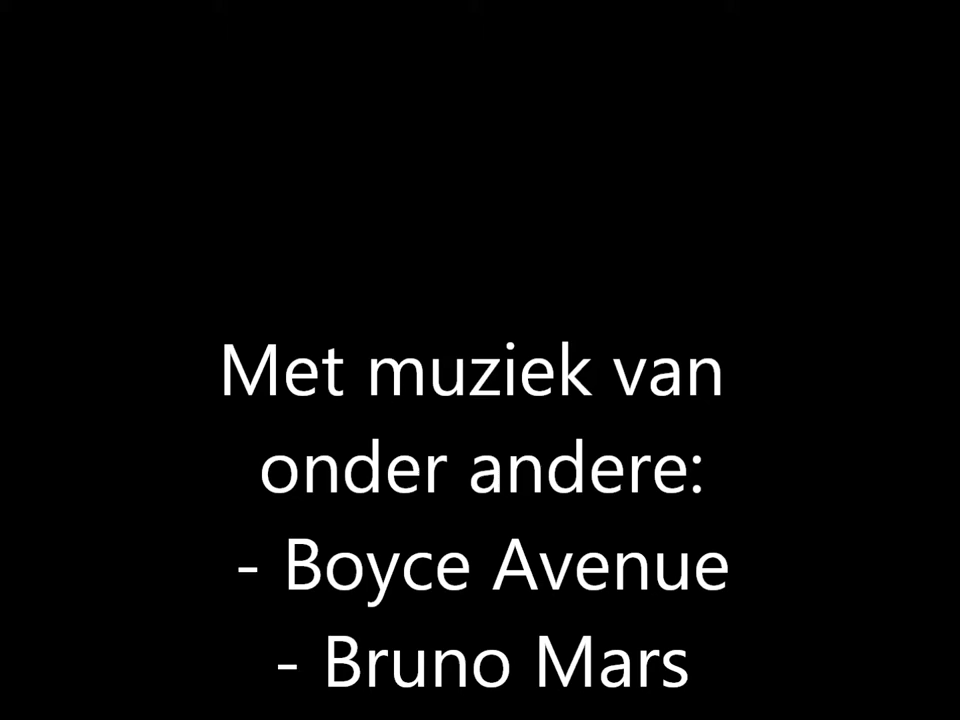 Met muziek van
onder andere:
- Boyce Avenue
- Bruno Mars